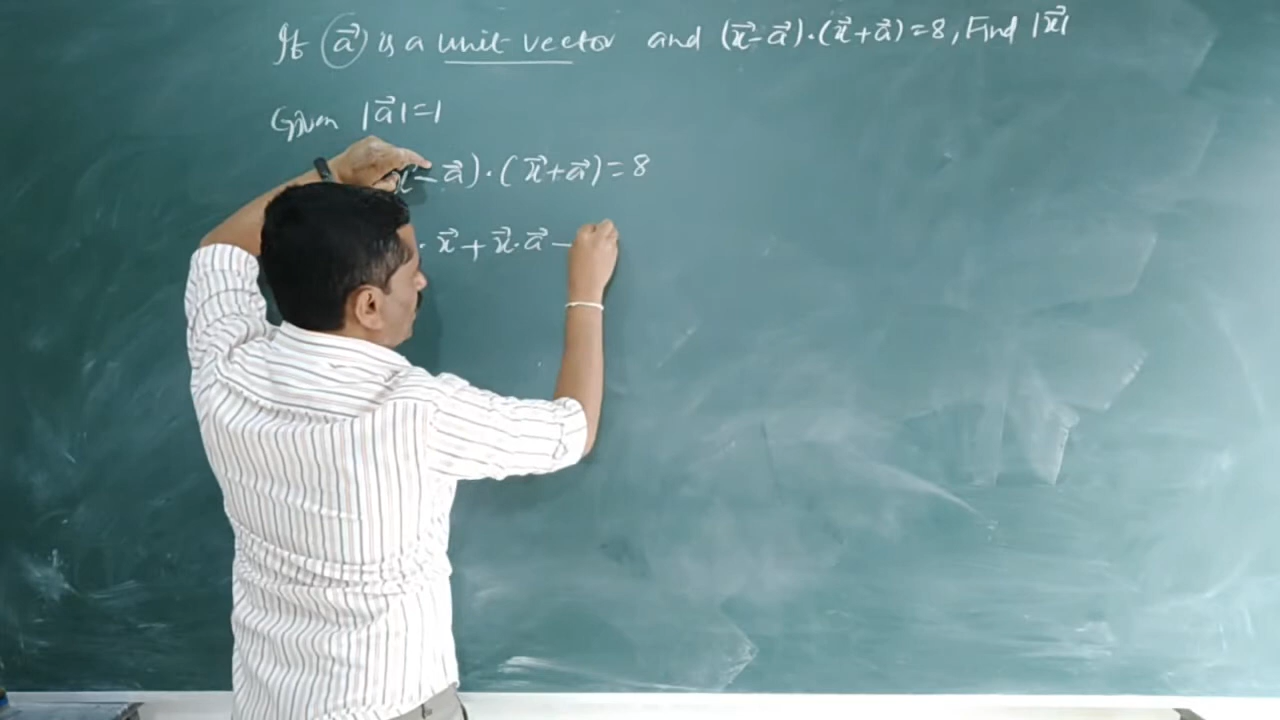 If a⃗ is a unit vector and (x⃗-a⃗)·(x⃗+a⃗)=8, Find |x⃗|
Given |a⃗|=1
x⃗-a⃗)·(x⃗+a⃗)=8
·x⃗+x⃗·a⃗-